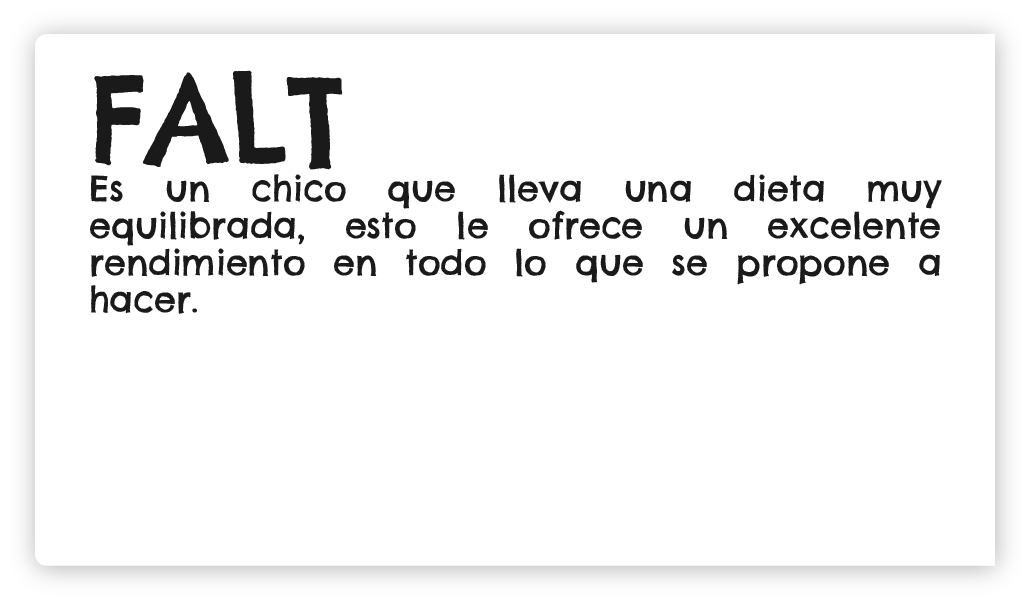 FALT
Es un chico que lleva una dieta muy
equilibrada, esto le ofrece un excelente
rendimiento en todo lo que se propone a
hacer.